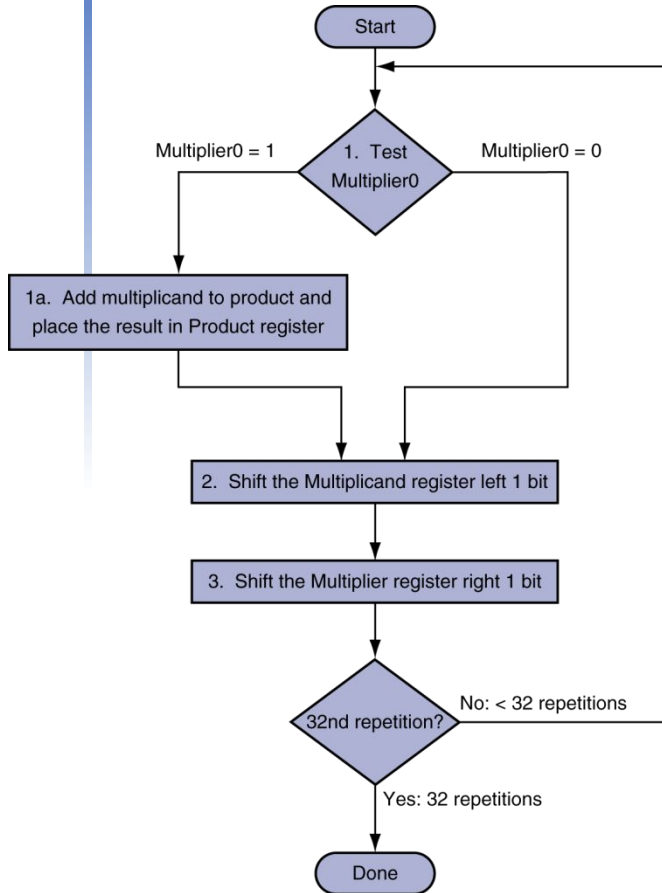 Start
Multiplier0 = 1
1. Test
Multiplier0
Multiplier0 = 0
1a. Add multiplicand to product and
place the result in Product register
2. Shift the Multiplicand register left 1 bit
3. Shift the Multiplier register right 1 bit
32nd repetition?
No: < 32 repetitions
Yes: 32 repetitions
Done